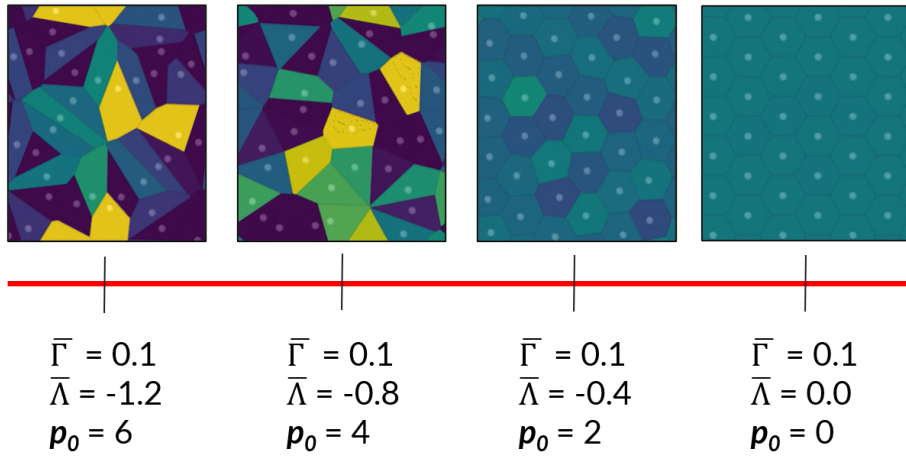 Γ̅ = 0.1
Λ̅ = -1.2
p₀ = 6
Γ̅ = 0.1
Λ̅ = -0.8
p₀ = 4
Γ̅ = 0.1
Λ̅ = -0.4
p₀ = 2
Γ̅ = 0.1
Λ̅ = 0.0
p₀ = 0